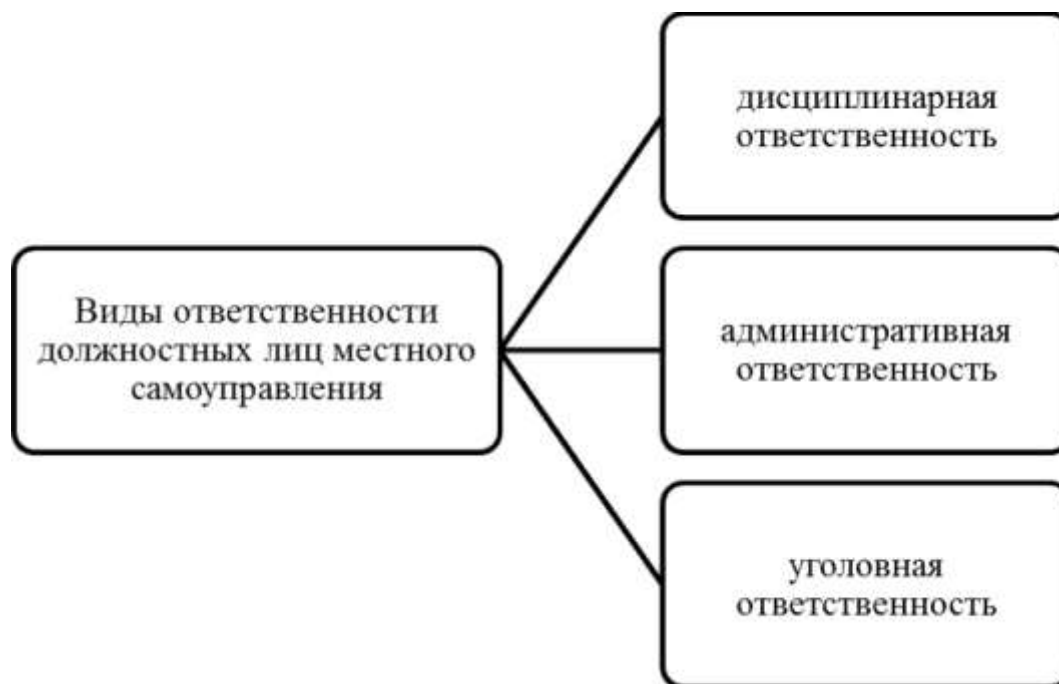 Виды ответственности
должностных лиц местного
самоуправления
дисциплинарная
ответственность
административная
ответственность
уголовная
ответственность